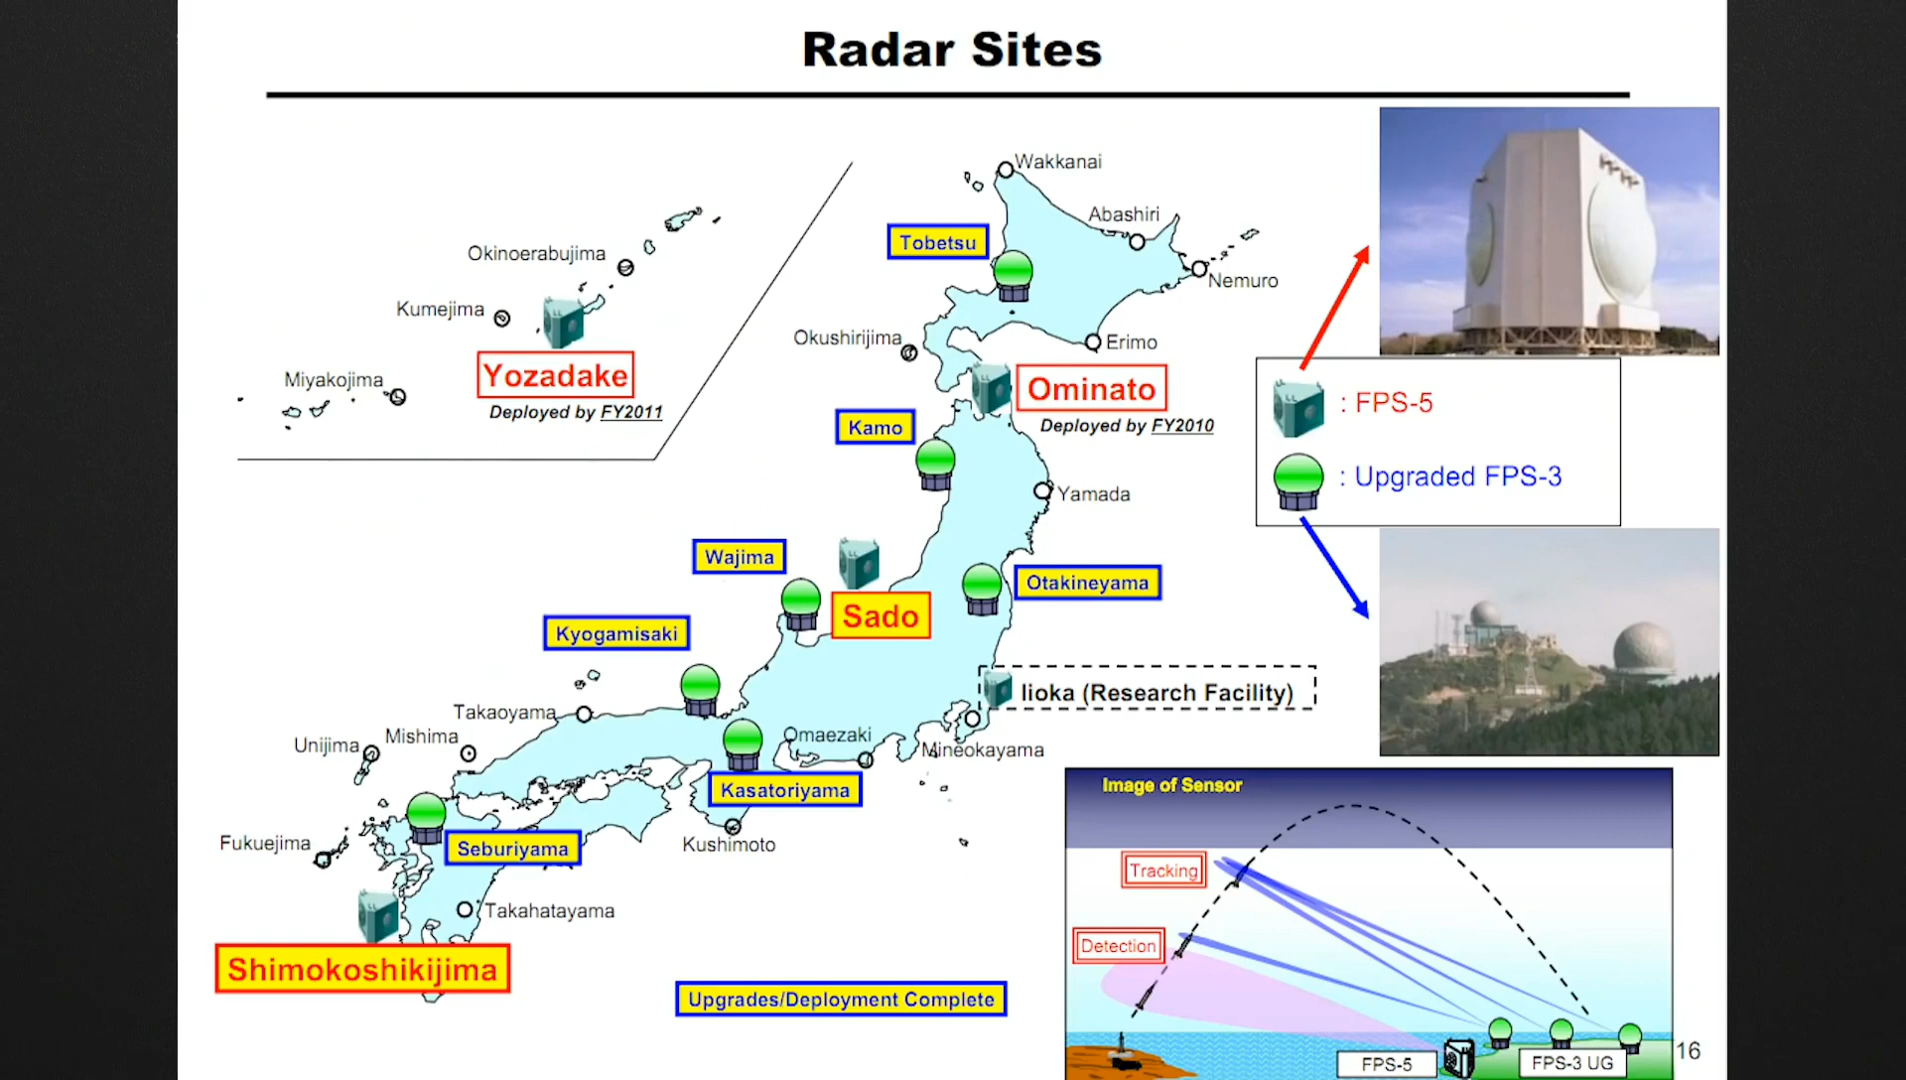 Radar Sites
Wakkanai
Abashiri
Tobetsu
Okinoerabujima
Nemuro
Kumejima
Okushirijima
Erimo
Miyakojima
Yozadake
Deployed by FY2011
Ominato
Deployed by FY2010
: FPS-5
Kamo
: Upgraded FPS-3
Yamada
Wajima
Otakineyama
Sado
Kyogamisaki
Iioka (Research Facility)
Takaoyama
Mishima
Unijima
Omaezaki
Mineokayama
Kasatoriyama
Image of Sensor
Fukuejima
Seburiyama
Kushimoto
Tracking
Takahatayama
Detection
Shimokoshikijima
Upgrades/Deployment Complete
FPS-5
FPS-3 UG
16